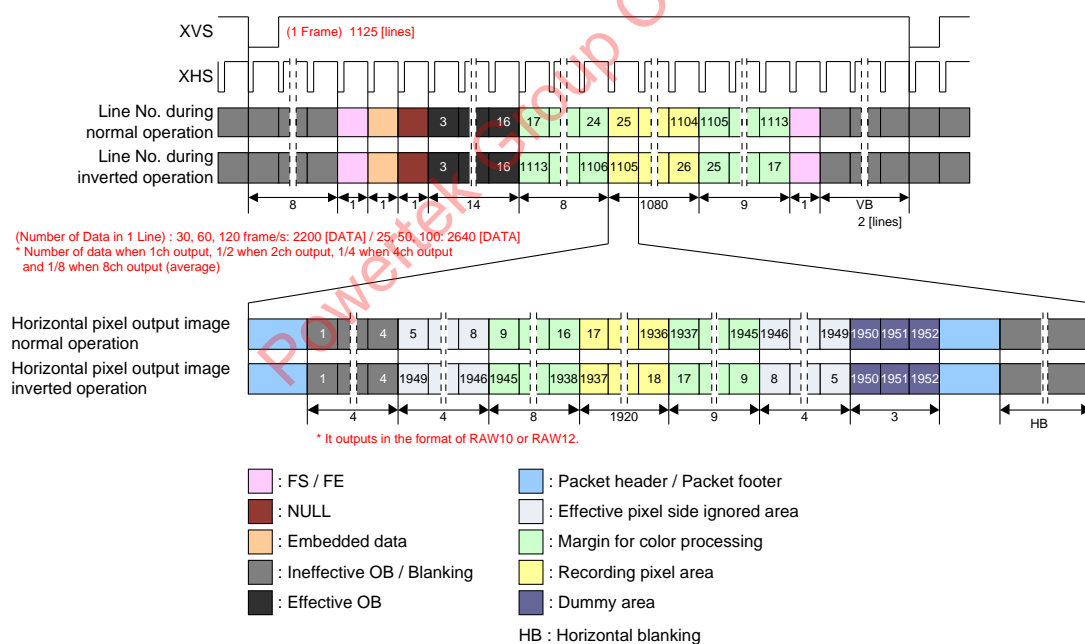 XVS
(1 Frame) 1125 [lines]
XHS
Line No. during
normal operation
3 16 17 24 25 1104 1105 1113
Line No. during
inverted operation
3 16 1113 1106 1105 26 25 17
8 1 1 1 14 8 1080 9 1 VB
2 [lines]
(Number of Data in 1 Line) : 30, 60, 120 frame/s: 2200 [DATA] / 25, 50, 100: 2640 [DATA]
* Number of data when 1ch output, 1/2 when 2ch output, 1/4 when 4ch output
and 1/8 when 8ch output (average)
Horizontal pixel output image
normal operation
1 4 5 8 9 16 17 1936 1937 1945 1946 1949 1950 1951 1952
Horizontal pixel output image
inverted operation
1 4 1949 1946 1945 1938 1937 18 17 9 8 5 1950 1951 1952
4 4 8 1920 9 4 3 HB
* It outputs in the format of RAW10 or RAW12.
: FS / FE
: NULL
: Embedded data
: Ineffective OB / Blanking
: Effective OB
: Packet header / Packet footer
: Effective pixel side ignored area
: Margin for color processing
: Recording pixel area
: Dummy area
HB : Horizontal blanking
Powertek Group